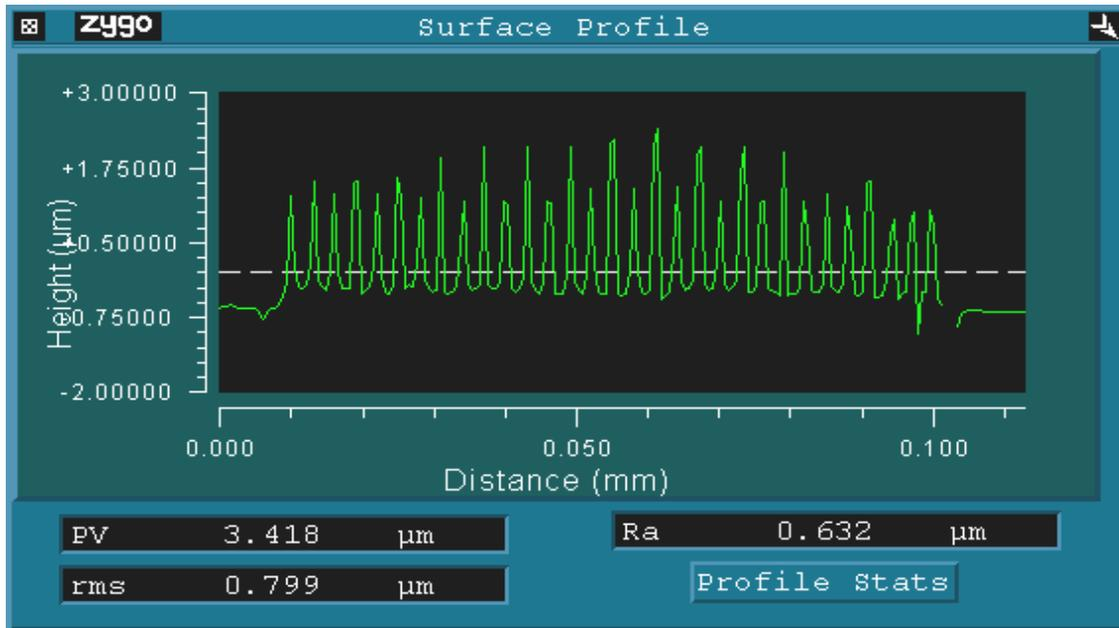 zygo Surface Profile
+3.00000
+1.75000
+0.50000
-0.75000
-2.00000
Height (µm)
0.000 0.050 0.100
Distance (mm)
PV 3.418 µm
Ra 0.632 µm
rms 0.799 µm
Profile Stats